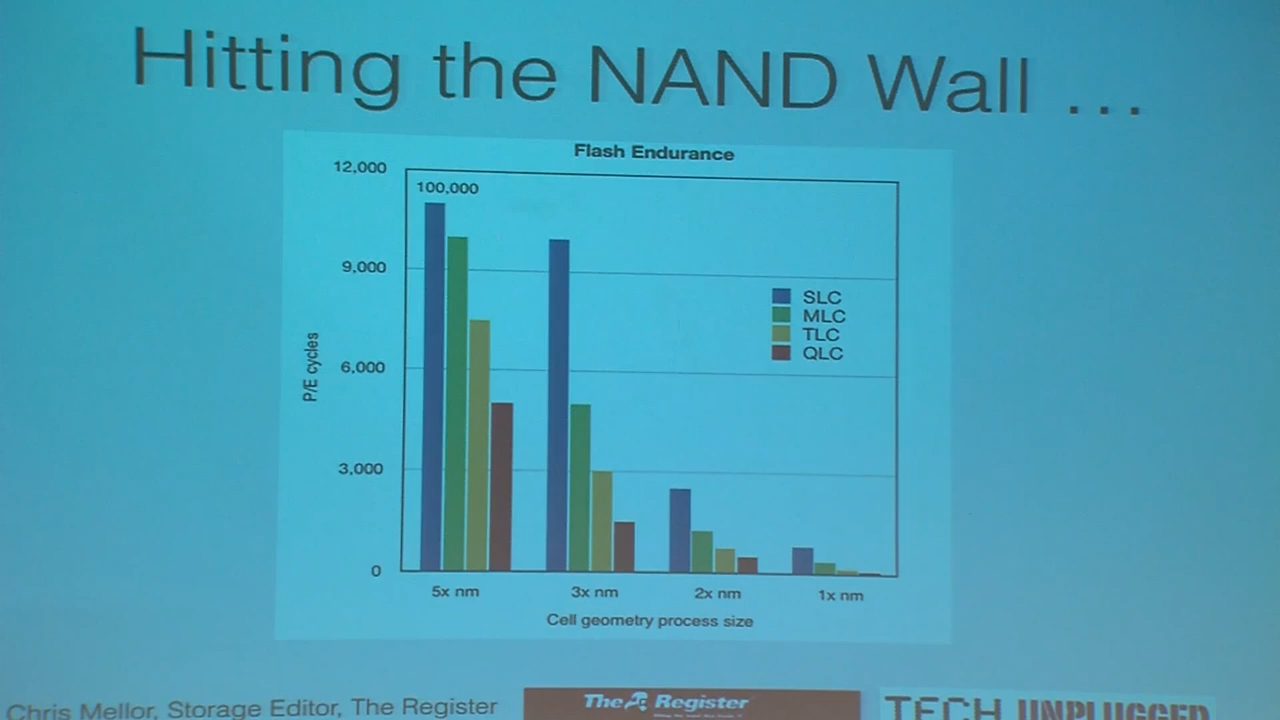 Hitting the NAND Wall ...
Flash Endurance
12,000
100,000
9,000
SLC
MLC
TLC
QLC
P/E cycles
6,000
3,000
0
5x nm
3x nm
2x nm
1x nm
Cell geometry process size
Chris Mellor, Storage Editor, The Register
The Register
TECH UNPLUGGED